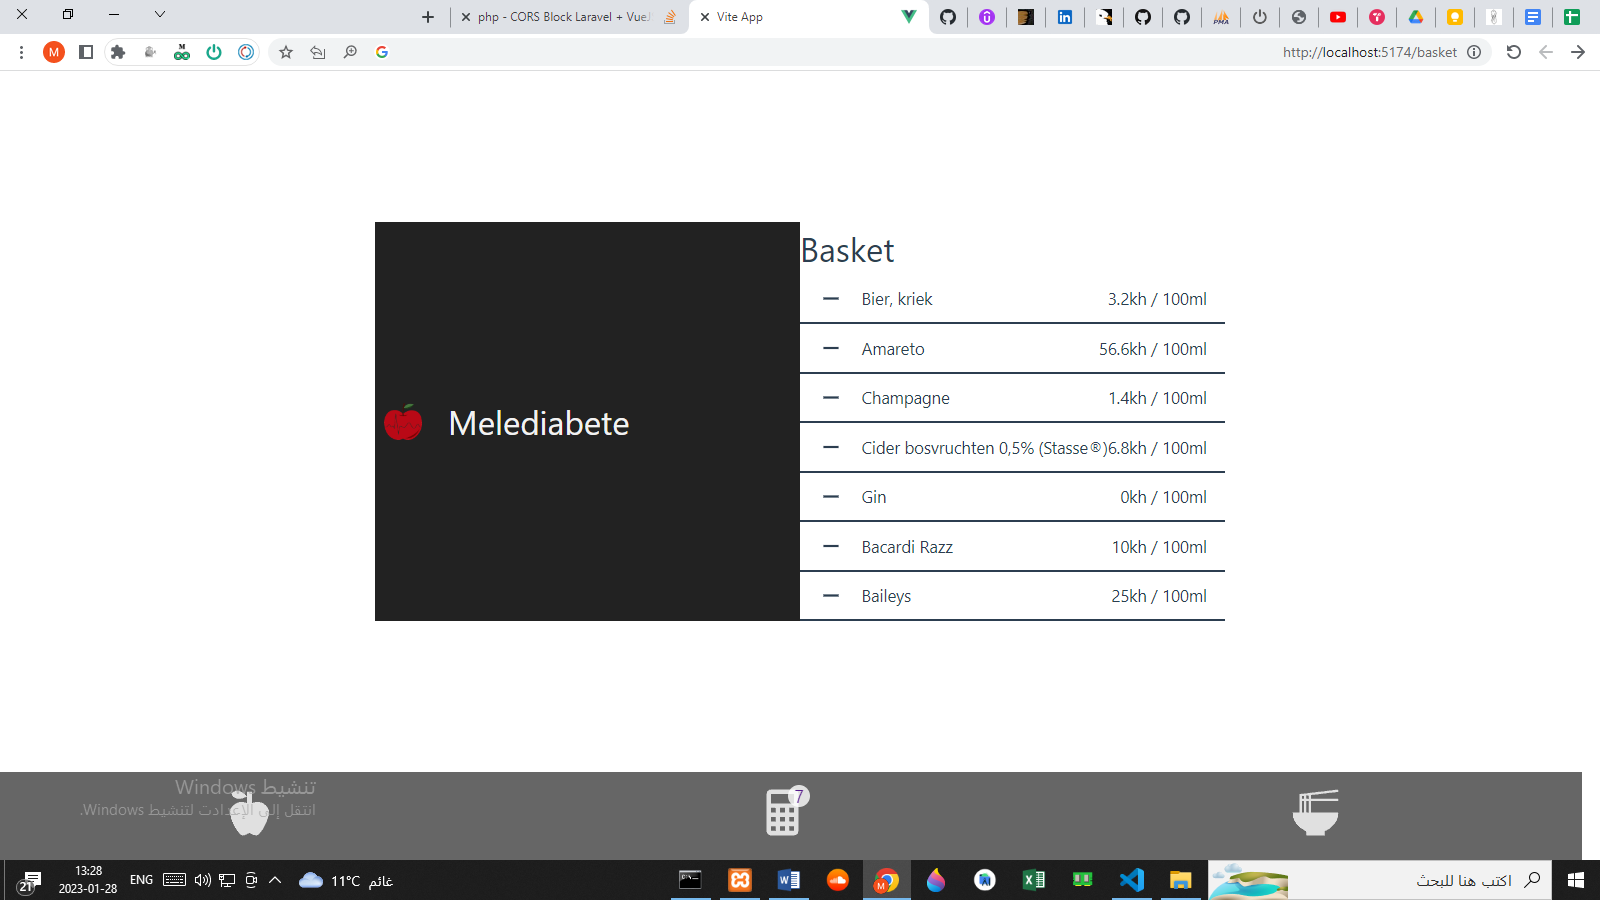 php - CORS Block Laravel + VueJ
Vite App
http://localhost:5174/basket
M
Melediabete
Basket
Bier, kriek 3.2kh / 100ml
Amareto 56.6kh / 100ml
Champagne 1.4kh / 100ml
Cider bosvruchten 0,5% (Stasse®)6.8kh / 100ml
Gin 0kh / 100ml
Bacardi Razz 10kh / 100ml
Baileys 25kh / 100ml
تنشيط Windows
انتقل إلى الإعدادات لتنشيط Windows.
7
21
13:28
2023-01-28
ENG
11°C غائم
اكتب هنا للبحث